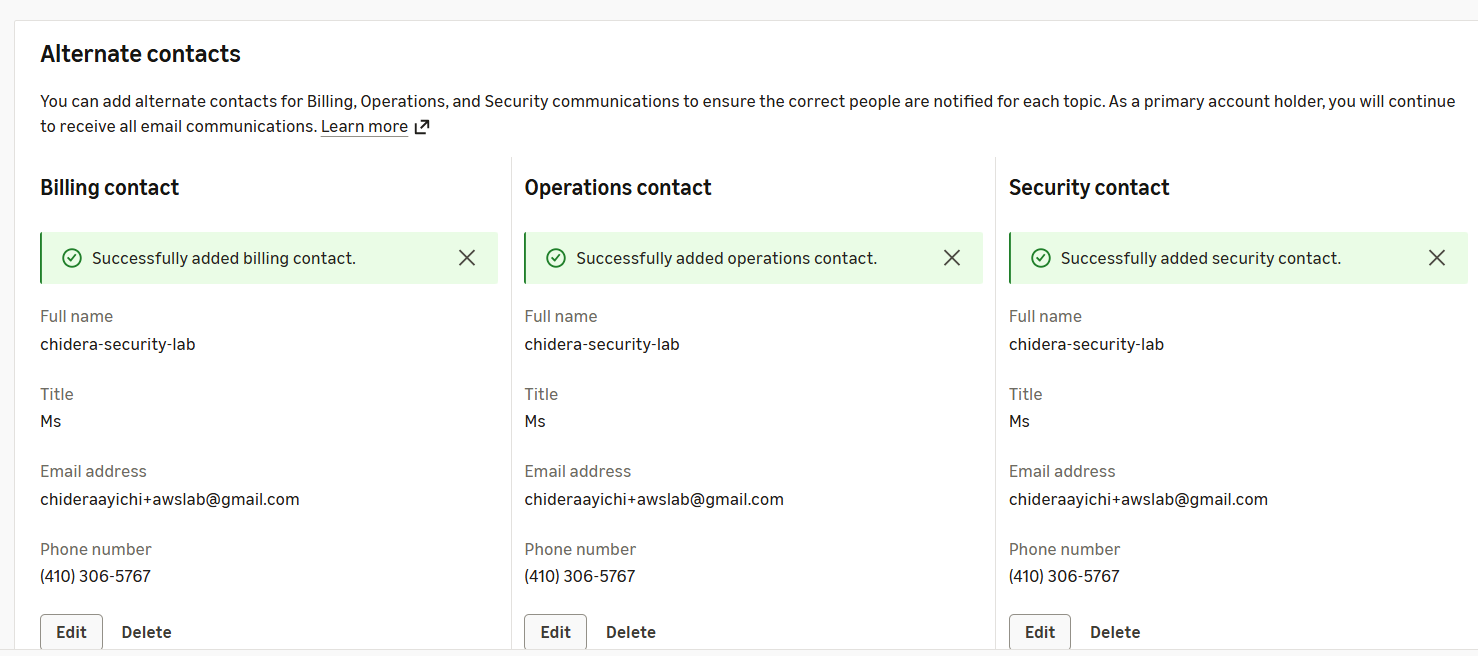 Alternate contacts
You can add alternate contacts for Billing, Operations, and Security communications to ensure the correct people are notified for each topic. As a primary account holder, you will continue
to receive all email communications. Learn more
Billing contact
Successfully added billing contact.
Full name
chidera-security-lab
Title
Ms
Email address
chideraayichi+awslab@gmail.com
Phone number
(410) 306-5767
Edit Delete
Operations contact
Successfully added operations contact.
Full name
chidera-security-lab
Title
Ms
Email address
chideraayichi+awslab@gmail.com
Phone number
(410) 306-5767
Edit Delete
Security contact
Successfully added security contact.
Full name
chidera-security-lab
Title
Ms
Email address
chideraayichi+awslab@gmail.com
Phone number
(410) 306-5767
Edit Delete